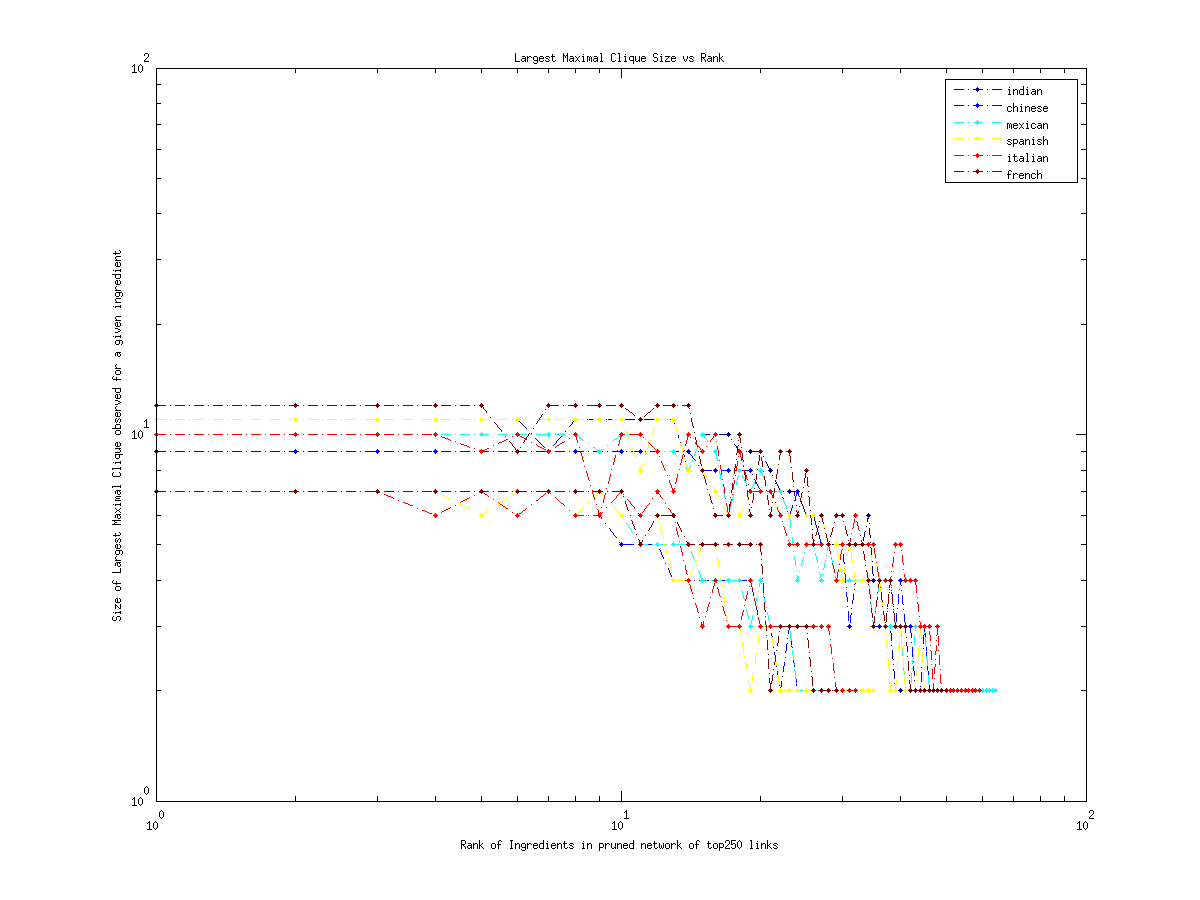 Largest Maximal Clique Size vs Rank
10^2
indian
chinese
mexican
spanish
italian
french
Size of Largest Maximal Clique observed for a given ingredient
10^1
10^0
10^0
10^1
10^2
Rank of Ingredients in pruned network of top250 links